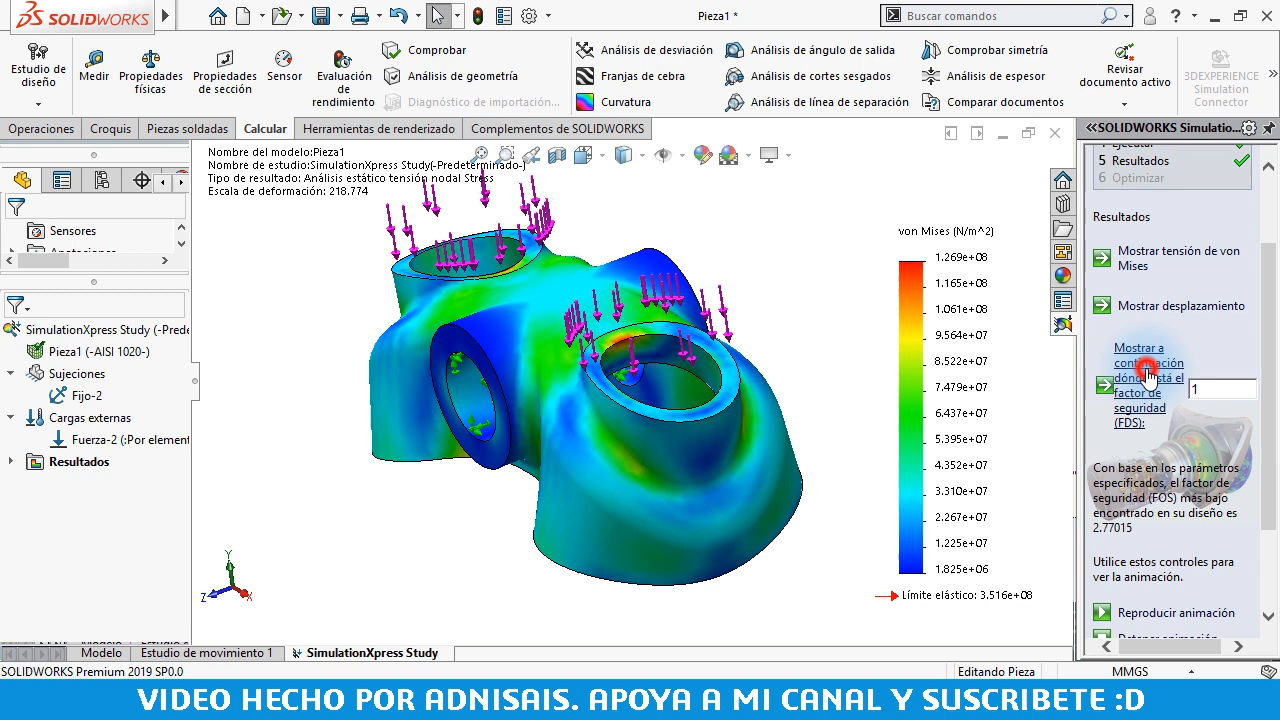 SOLIDWORKS
Pieza1 *
Buscar comandos
Estudio de diseño
Medir
Propiedades físicas
Propiedades de sección
Sensor
Evaluación de rendimiento
Comprobar
Análisis de geometría
Diagnóstico de importación...
Análisis de desviación
Franjas de cebra
Curvatura
Análisis de ángulo de salida
Análisis de cortes sesgados
Análisis de línea de separación
Comprobar simetría
Análisis de espesor
Comparar documentos
Revisar documento activo
3DEXPERIENCE Simulation Connector
Operaciones
Croquis
Piezas soldadas
Calcular
Herramientas de renderizado
Complementos de SOLIDWORKS
SOLIDWORKS Simulatio...
Sensores
Anotaciones
SimulationXpress Study (-Prede
Pieza1 (-AISI 1020-)
Sujeciones
Fijo-2
Cargas externas
Fuerza-2 (:Por element
Resultados
Nombre del modelo:Pieza1
Nombre de estudio:SimulationXpress Study(-Predeterminado-)
Tipo de resultado: Análisis estático tensión nodal Stress
Escala de deformación: 218.774
von Mises (N/m^2)
1.269e+08
1.165e+08
1.061e+08
9.564e+07
8.522e+07
7.479e+07
6.437e+07
5.395e+07
4.352e+07
3.310e+07
2.267e+07
1.225e+07
1.825e+06
Límite elástico: 3.516e+08
Y
Z
X
4 Ejecutar
5 Resultados
6 Optimizar
Resultados
Mostrar tensión de von
Mises
Mostrar desplazamiento
Mostrar a
continuación
dónde está el
factor de
seguridad
(FDS):
1
Con base en los parámetros
especificados, el factor de
seguridad (FOS) más bajo
encontrado en su diseño es
2.77015
Utilice estos controles para
ver la animación.
Reproducir animación
Detener animación
Modelo
Estudio de movimiento 1
SimulationXpress Study
SOLIDWORKS Premium 2019 SP0.0
Editando Pieza
MMGS
VIDEO HECHO POR ADNISAIS. APOYA A MI CANAL Y SUSCRIBETE :D